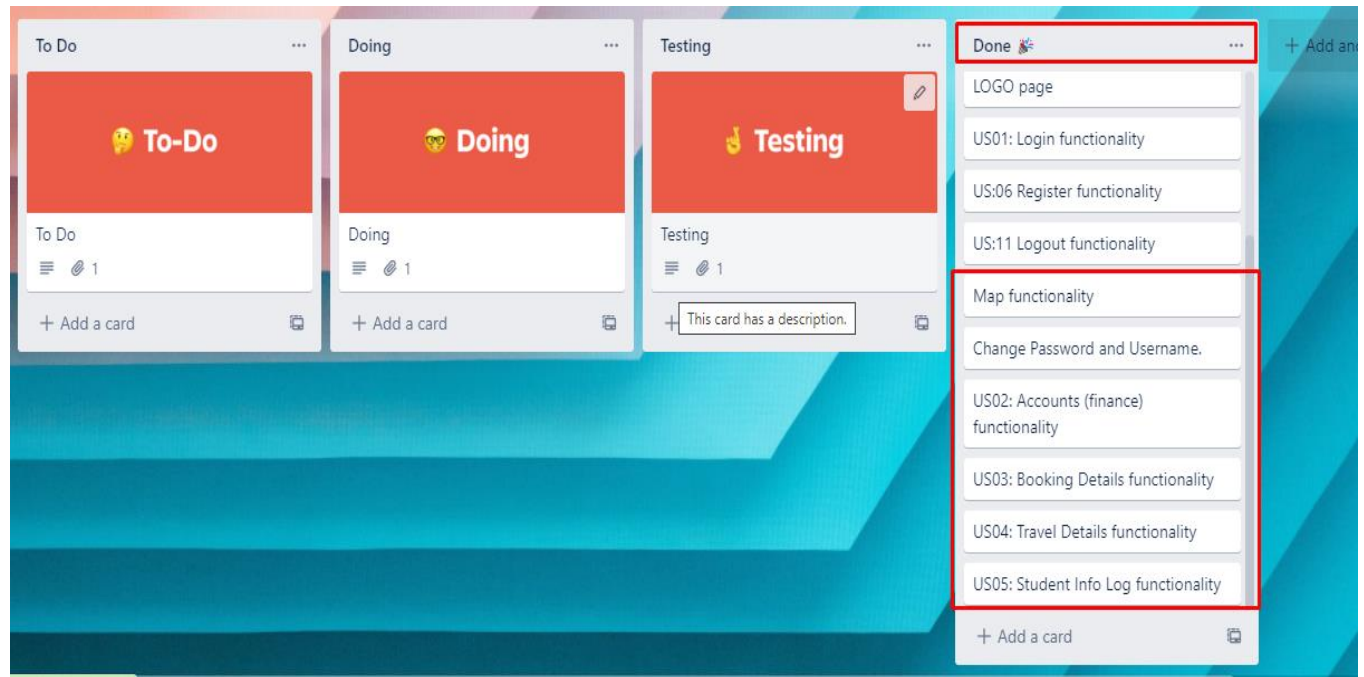 To Do
🤔 To-Do
To Do
1
+ Add a card
Doing
🤓 Doing
Doing
1
+ Add a card
Testing
🤞 Testing
Testing
1
+
This card has a description.
Done 🎉
LOGO page
US01: Login functionality
US:06 Register functionality
US:11 Logout functionality
Map functionality
Change Password and Username.
US02: Accounts (finance)
functionality
US03: Booking Details functionality
US04: Travel Details functionality
US05: Student Info Log functionality
+ Add a card
+ Add ano